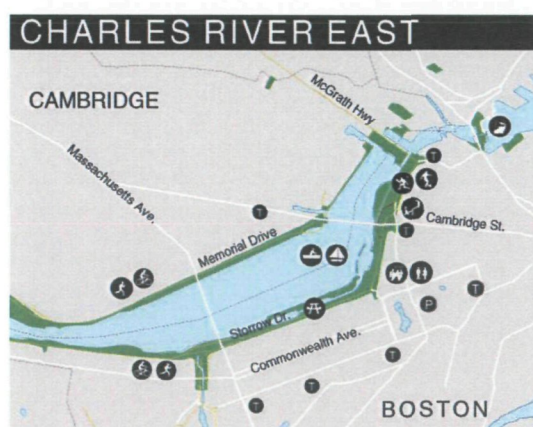 CHARLES RIVER EAST
McGrath Hwy
CAMBRIDGE
Massachusetts Ave.
T
Cambridge St.
T
T
Memorial Drive
Storrow Dr.
P
T
Commonwealth Ave.
T
T
T
BOSTON